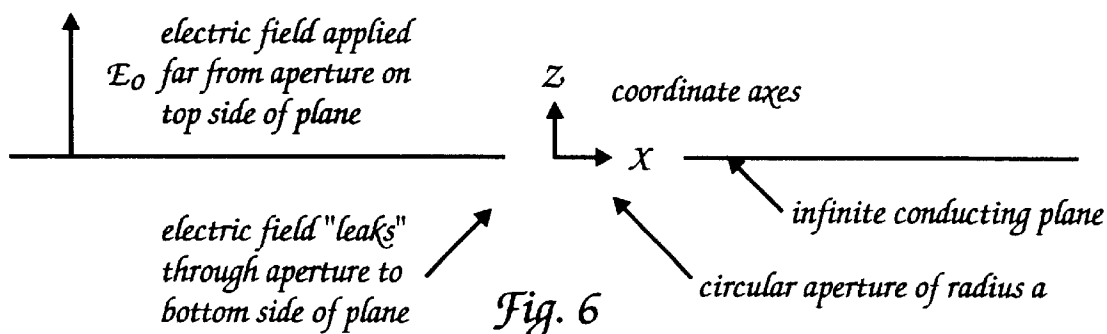 electric field applied
E₀ far from aperture on
top side of plane
Z
coordinate axes
X
infinite conducting plane
electric field "leaks"
through aperture to
bottom side of plane
circular aperture of radius a
Fig. 6